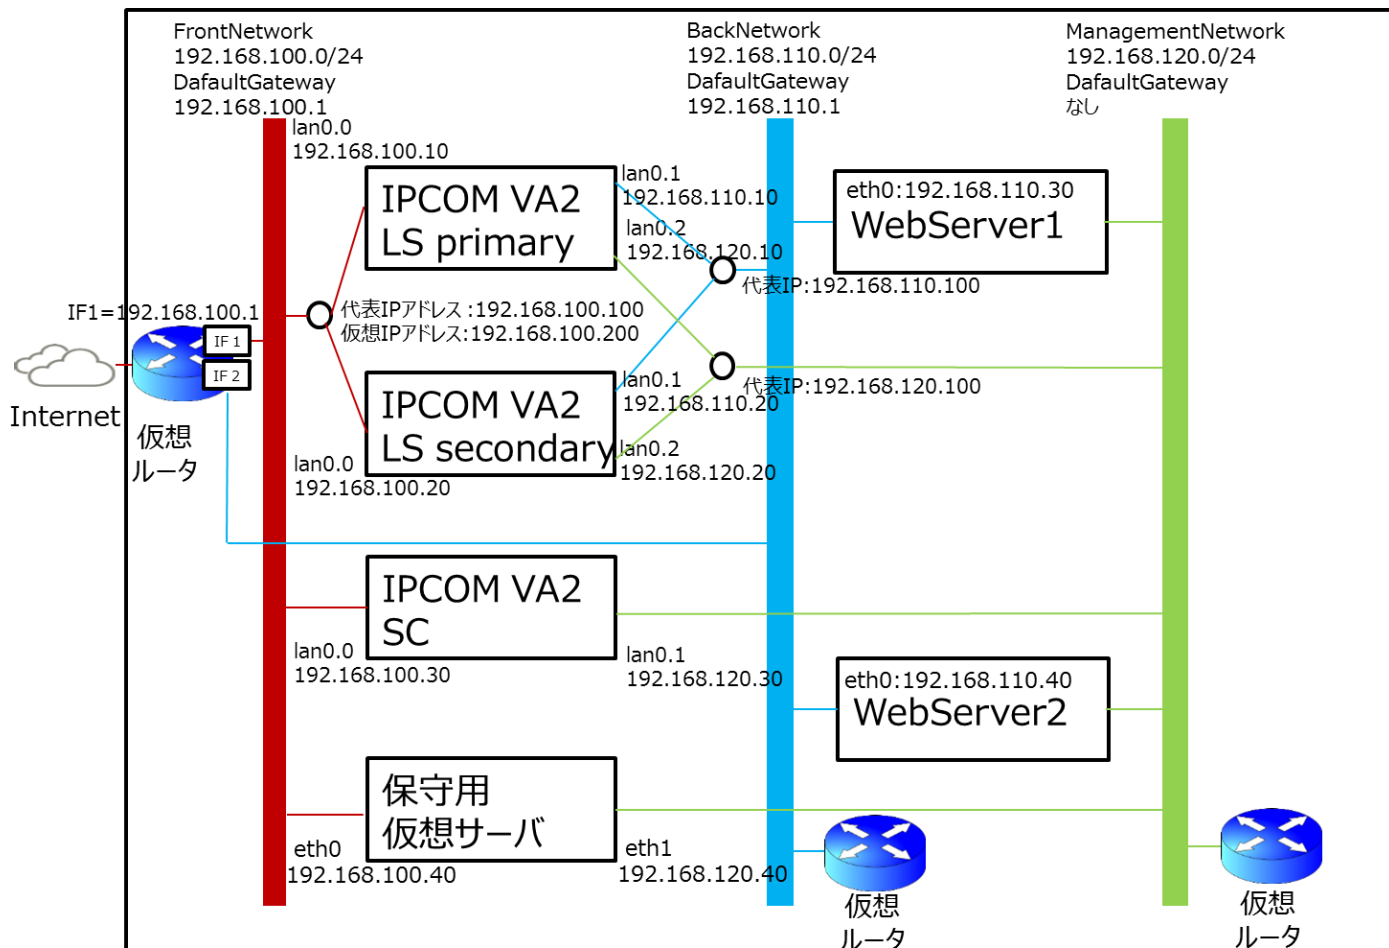 FrontNetwork
192.168.100.0/24
DafaultGateway
192.168.100.1
BackNetwork
192.168.110.0/24
DafaultGateway
192.168.110.1
ManagementNetwork
192.168.120.0/24
DafaultGateway
なし
lan0.0
192.168.100.10
IPCOM VA2
LS primary
lan0.1
192.168.110.10
lan0.2
192.168.120.10
eth0:192.168.110.30
WebServer1
代表IP:192.168.110.100
IF1=192.168.100.1
代表IPアドレス:192.168.100.100
仮想IPアドレス:192.168.100.200
IF 1
IF 2
Internet
仮想
ルータ
IPCOM VA2
LS secondary
lan0.1
192.168.110.20
代表IP:192.168.120.100
lan0.2
192.168.120.20
lan0.0
192.168.100.20
IPCOM VA2
SC
lan0.0
192.168.100.30
lan0.1
192.168.120.30
eth0:192.168.110.40
WebServer2
保守用
仮想サーバ
eth0
192.168.100.40
eth1
192.168.120.40
仮想
ルータ
仮想
ルータ